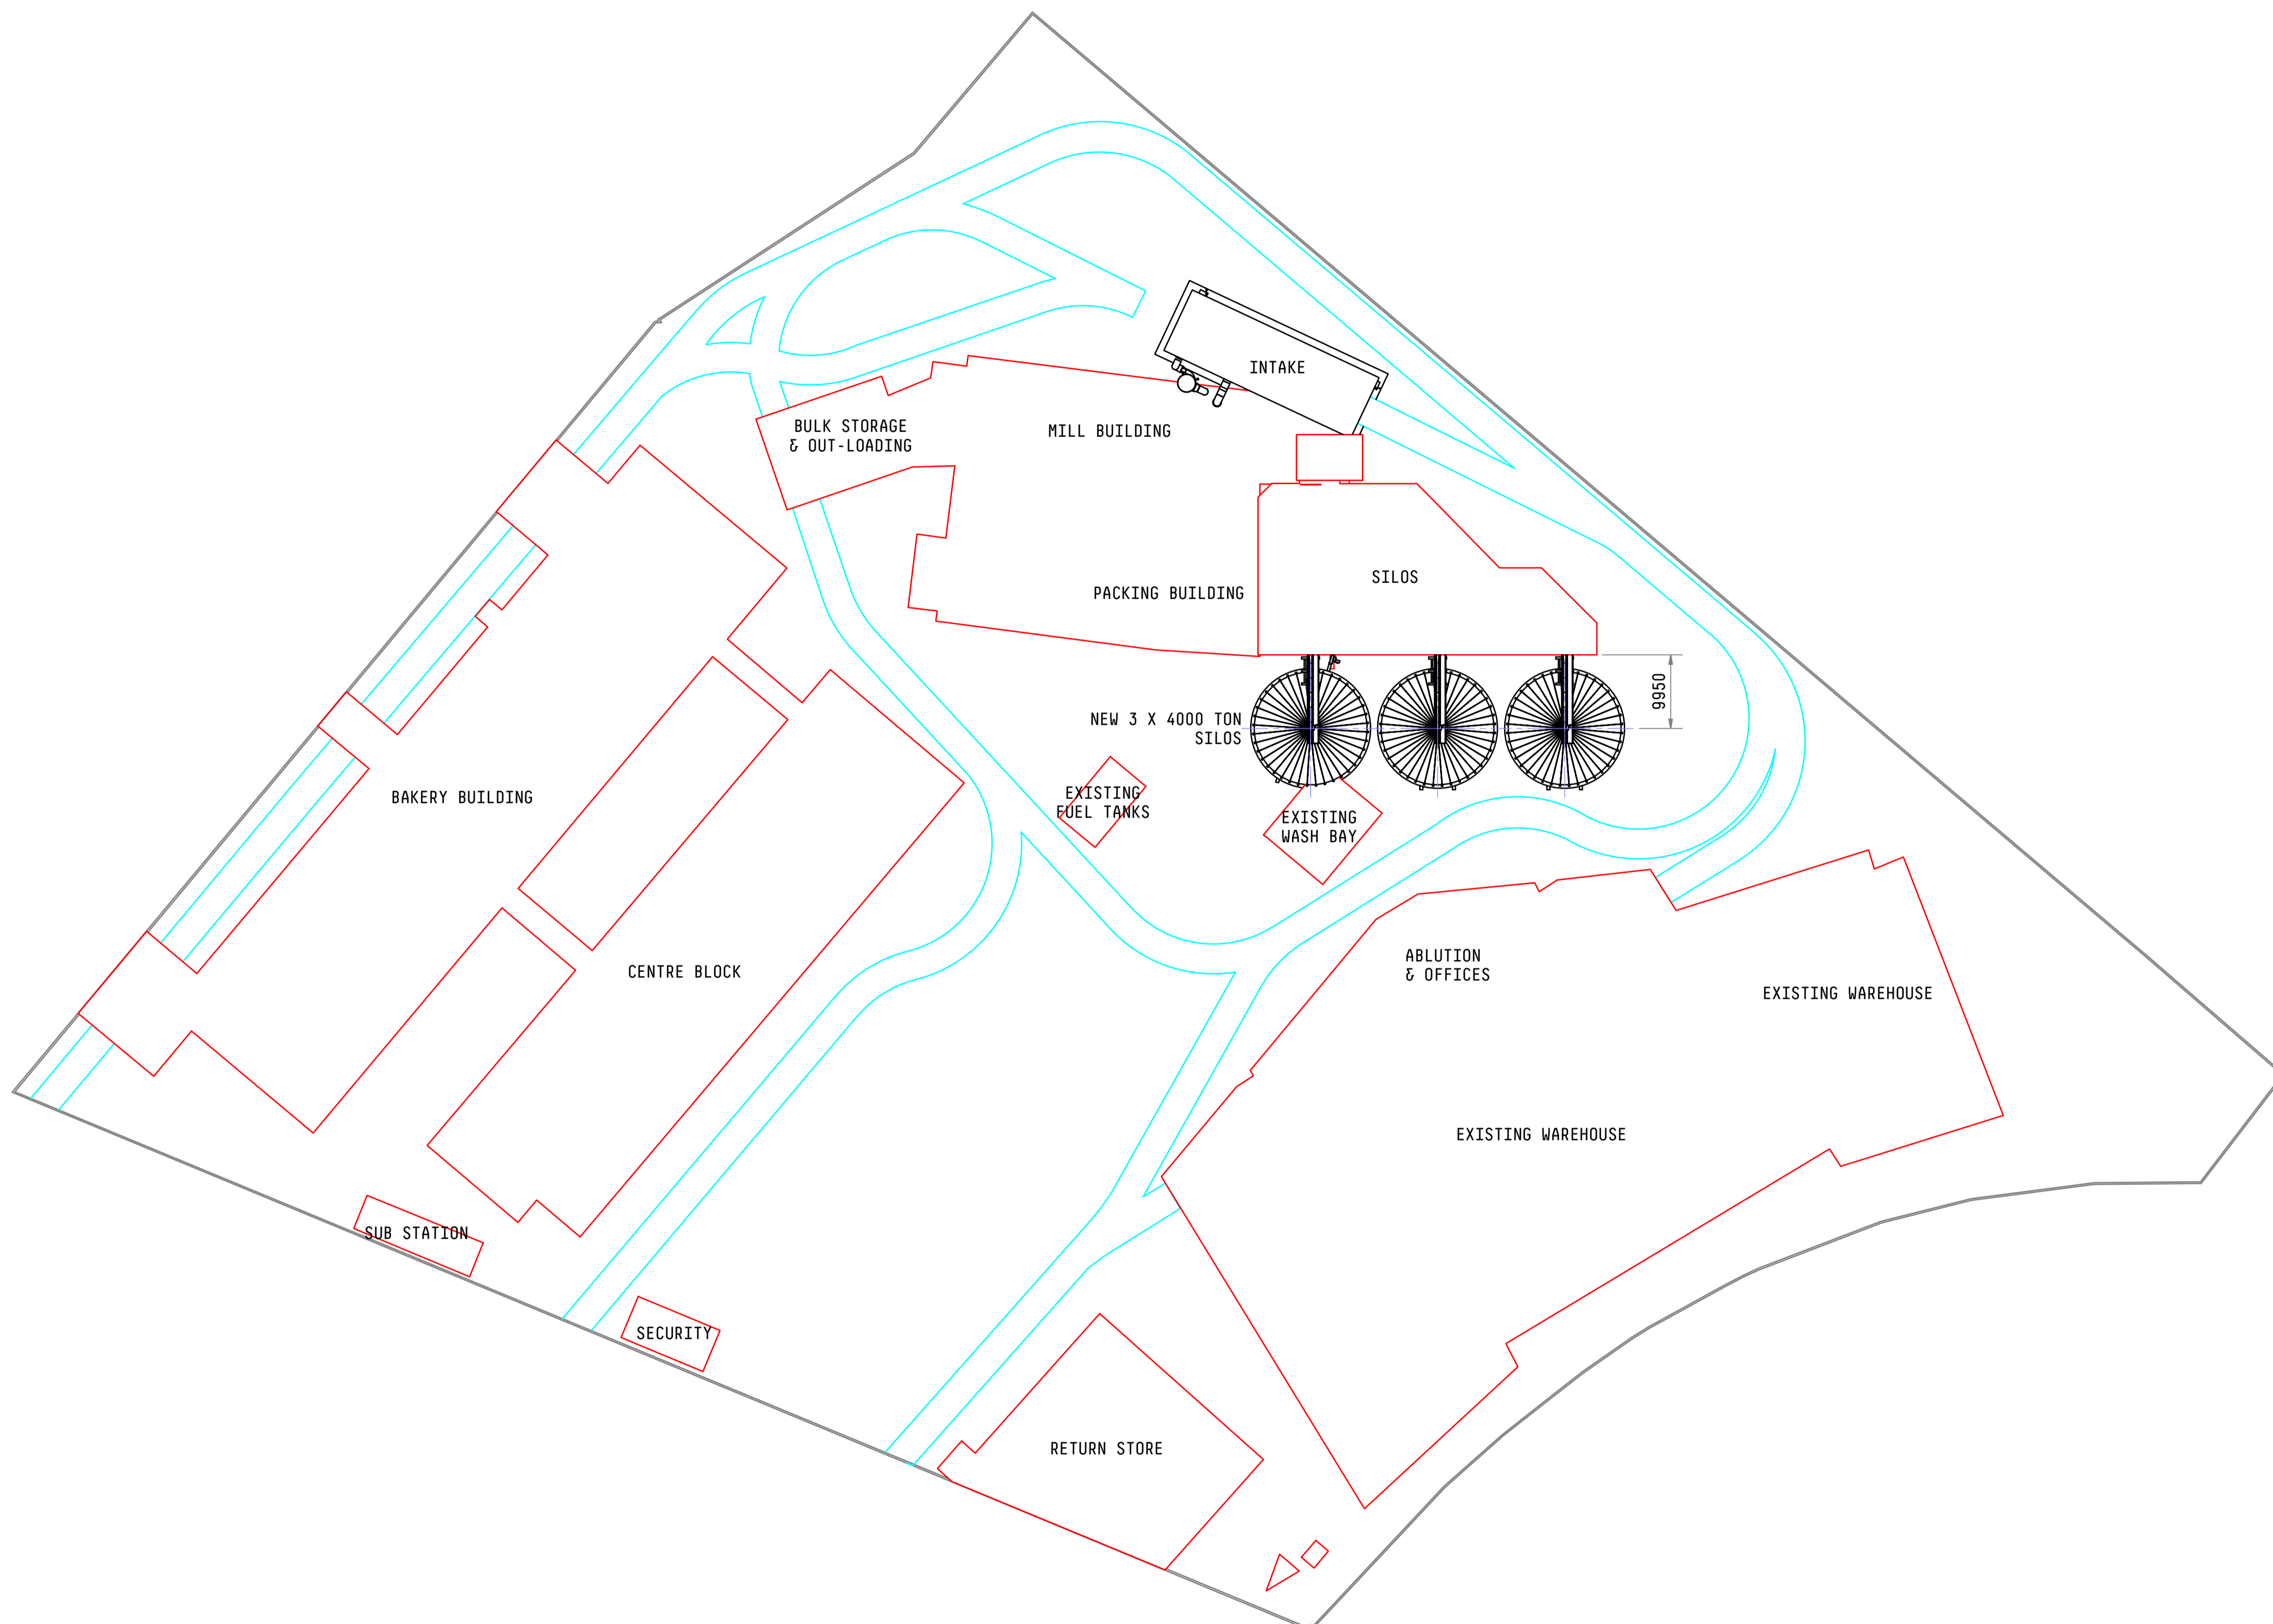 INTAKE
BULK STORAGE
& OUT-LOADING
MILL BUILDING
SILOS
PACKING BUILDING
9950
NEW 3 X 4000 TON
SILOS
BAKERY BUILDING
EXISTING
FUEL TANKS
EXISTING
WASH BAY
CENTRE BLOCK
ABLUTION
& OFFICES
EXISTING WAREHOUSE
EXISTING WAREHOUSE
SUB STATION
SECURITY
RETURN STORE